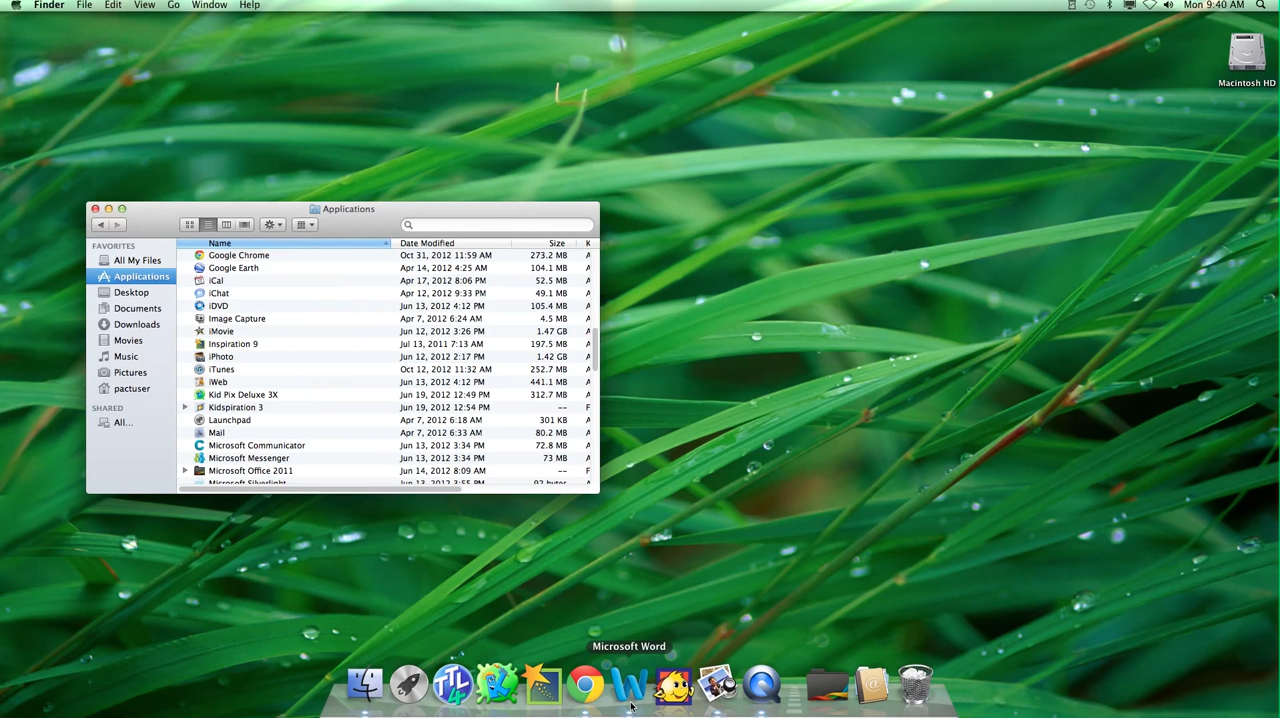 Finder File Edit View Go Window Help Mon 9:40 AM
Macintosh HD
Applications
Name Date Modified Size K
FAVORITES
All My Files
Applications
Desktop
Documents
Downloads
Movies
Music
Pictures
pactuser
SHARED
All...
Google Chrome Oct 31, 2012 11:59 AM 273.2 MB A
Google Earth Apr 14, 2012 4:25 AM 104.1 MB A
iCal Apr 17, 2012 8:06 PM 52.5 MB A
iChat Apr 12, 2012 9:33 PM 49.1 MB A
iDVD Jun 13, 2012 4:12 PM 105.4 MB A
Image Capture Apr 7, 2012 6:24 AM 4.5 MB A
iMovie Jun 12, 2012 3:26 PM 1.47 GB A
Inspiration 9 Jul 13, 2011 7:13 AM 197.5 MB A
iPhoto Jun 12, 2012 2:17 PM 1.42 GB A
iTunes Oct 12, 2012 11:32 AM 252.7 MB A
iWeb Jun 13, 2012 4:12 PM 441.1 MB A
Kid Pix Deluxe 3X Jun 19, 2012 12:49 PM 312.7 MB A
Kidspiration 3 Jun 19, 2012 12:54 PM -- F
Launchpad Apr 7, 2012 6:18 AM 301 KB A
Mail Apr 7, 2012 6:33 AM 80.2 MB A
Microsoft Communicator Jun 13, 2012 3:34 PM 72.8 MB A
Microsoft Messenger Jun 13, 2012 3:34 PM 73 MB A
Microsoft Office 2011 Jun 14, 2012 8:09 AM -- F
Microsoft Silverlight Jun 13, 2012 3:55 PM 92 bytes
Microsoft Word
TTL4
W
@